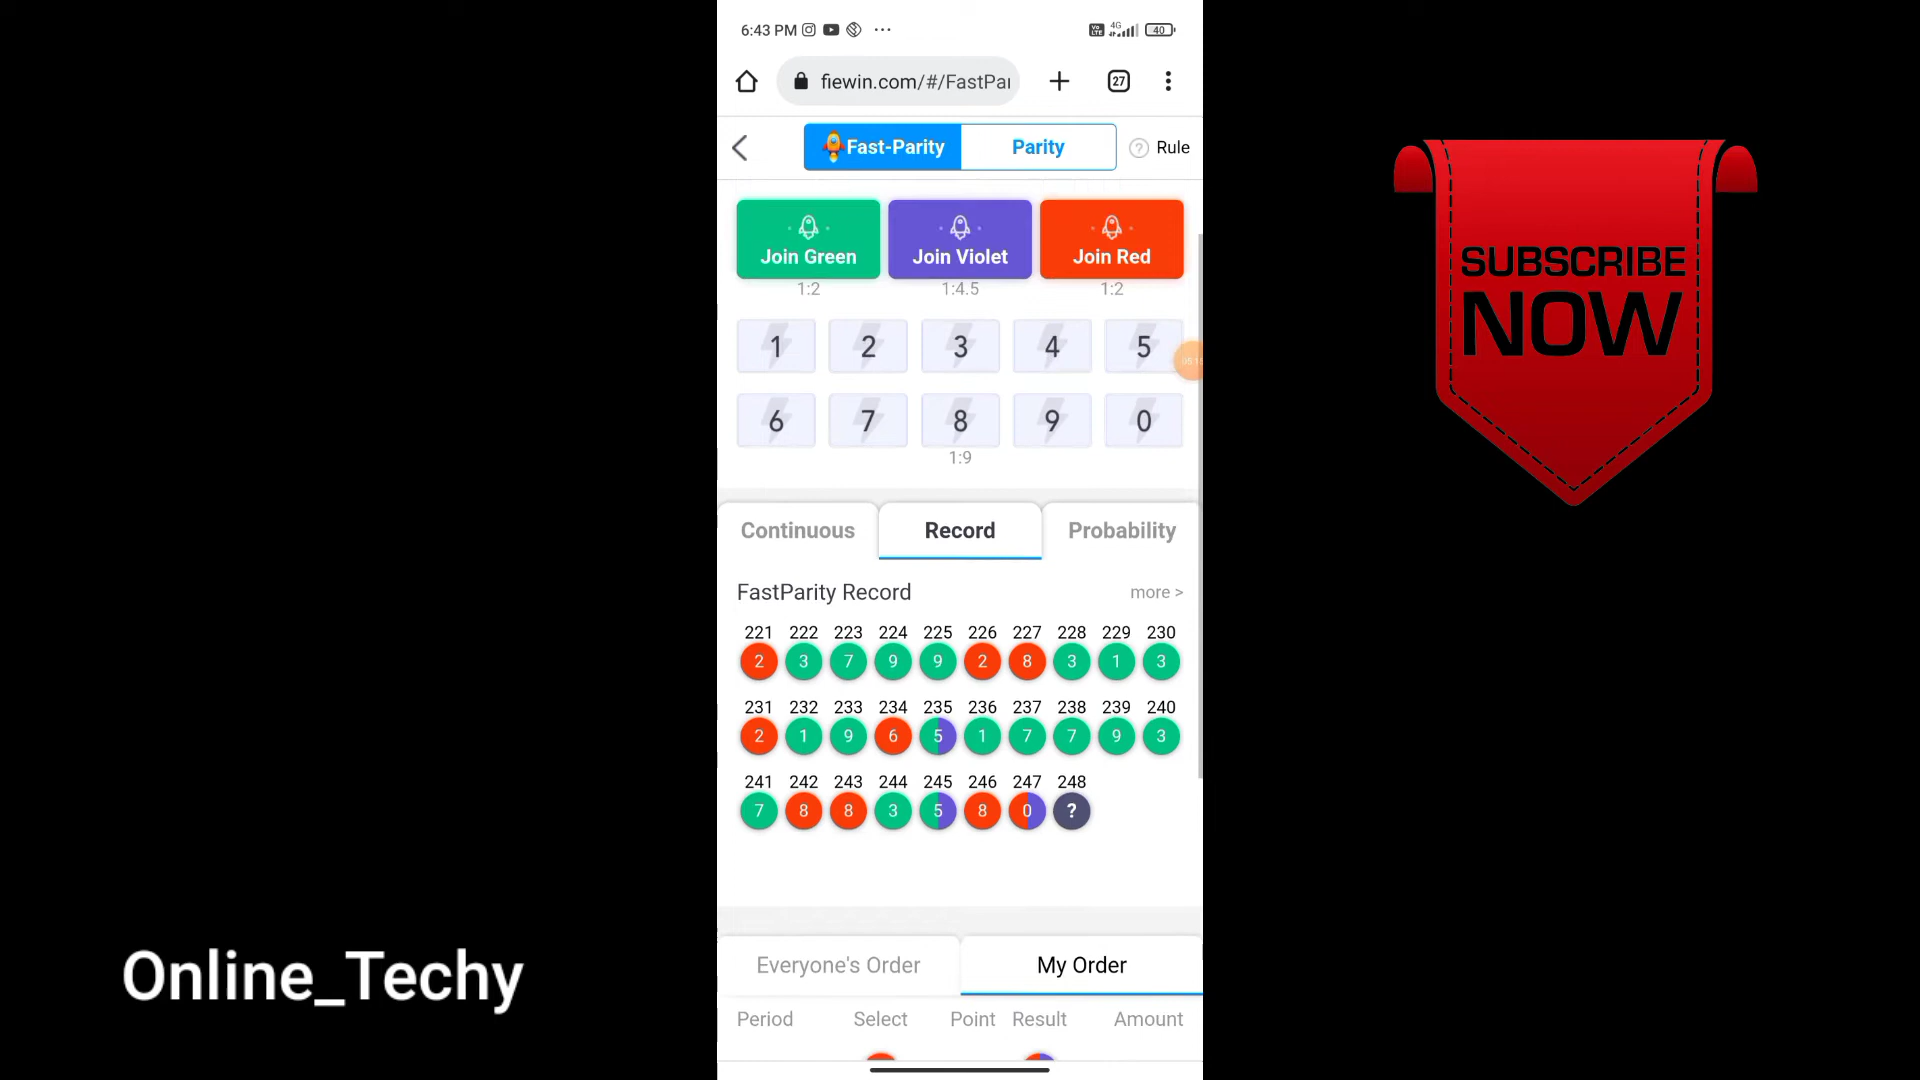 6:43 PM
4G
40
fiewin.com/#/FastPar
27
Fast-Parity
Parity
? Rule
Join Green
Join Violet
Join Red
1:2
1:4.5
1:2
1 2 3 4 5
6 7 8 9 0
1:9
Continuous
Record
Probability
FastParity Record
more >
221 222 223 224 225 226 227 228 229 230
2 3 7 9 9 2 8 3 1 3
231 232 233 234 235 236 237 238 239 240
2 1 9 6 5 1 7 7 9 3
241 242 243 244 245 246 247 248
7 8 8 3 5 8 0 ?
Everyone's Order
My Order
Period Select Point Result Amount
SUBSCRIBE
NOW
Online_Techy